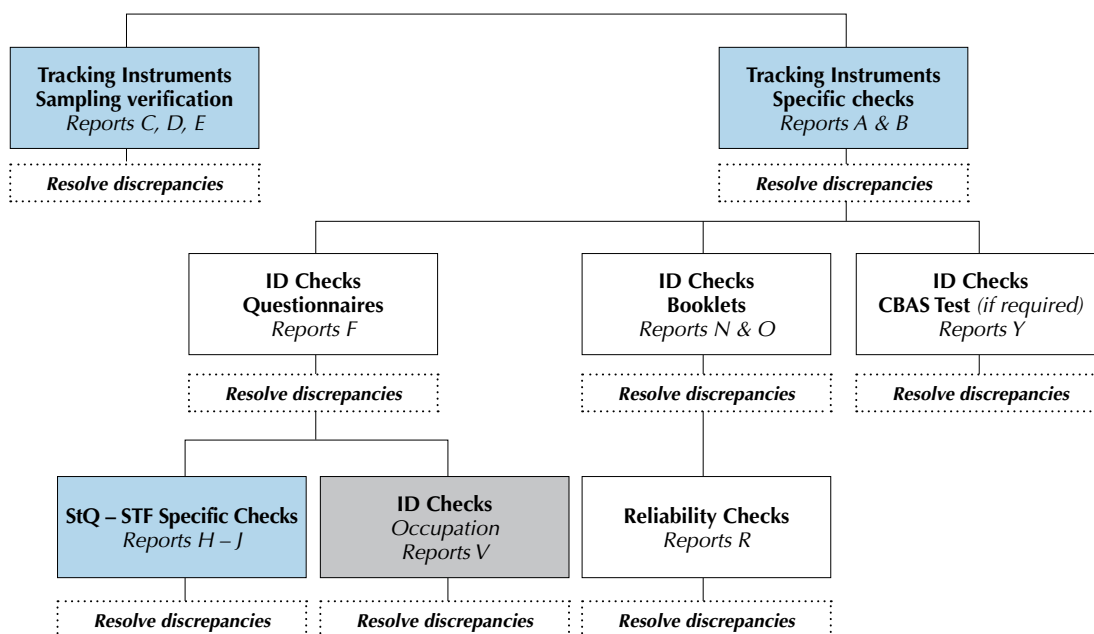 Tracking Instruments
Sampling verification
Reports C, D, E
Tracking Instruments
Specific checks
Reports A & B
Resolve discrepancies
Resolve discrepancies
ID Checks
Questionnaires
Reports F
ID Checks
Booklets
Reports N & O
ID Checks
CBAS Test (if required)
Reports Y
Resolve discrepancies
Resolve discrepancies
Resolve discrepancies
StQ – STF Specific Checks
Reports H – J
ID Checks
Occupation
Reports V
Reliability Checks
Reports R
Resolve discrepancies
Resolve discrepancies
Resolve discrepancies